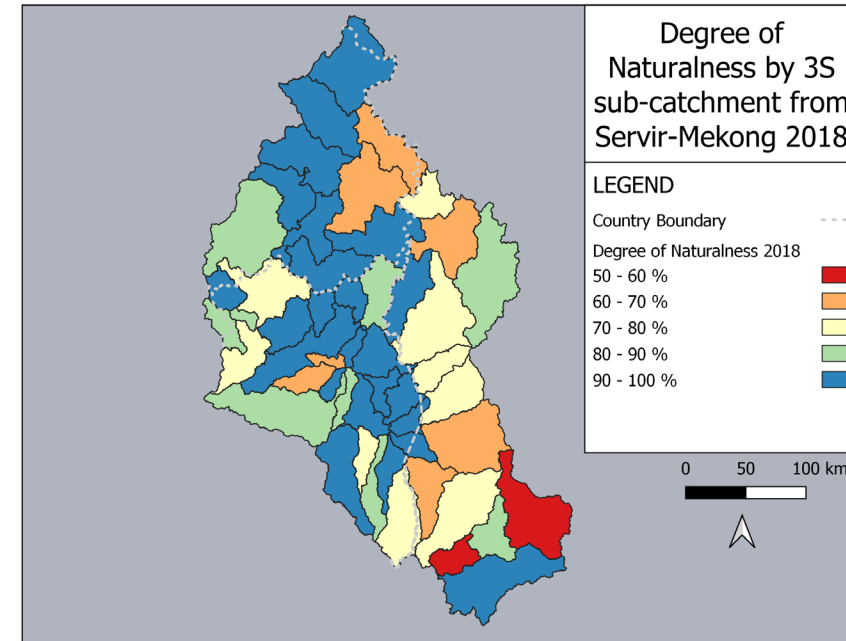 Degree of
Naturalness by 3S
sub-catchment from
Servir-Mekong 2018
LEGEND
Country Boundary
Degree of Naturalness 2018
50 - 60 %
60 - 70 %
70 - 80 %
80 - 90 %
90 - 100 %
0 50 100 km